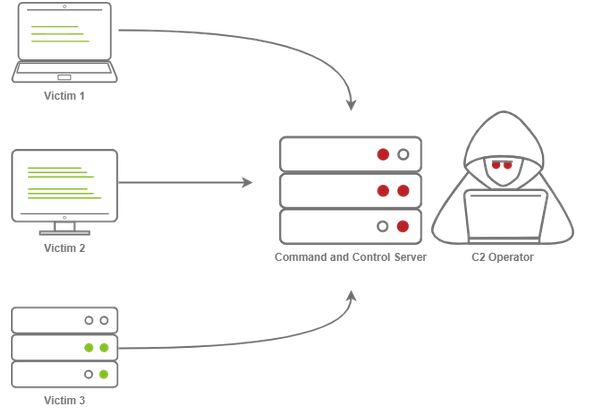 Victim 1
Victim 2
Command and Control Server
C2 Operator
Victim 3